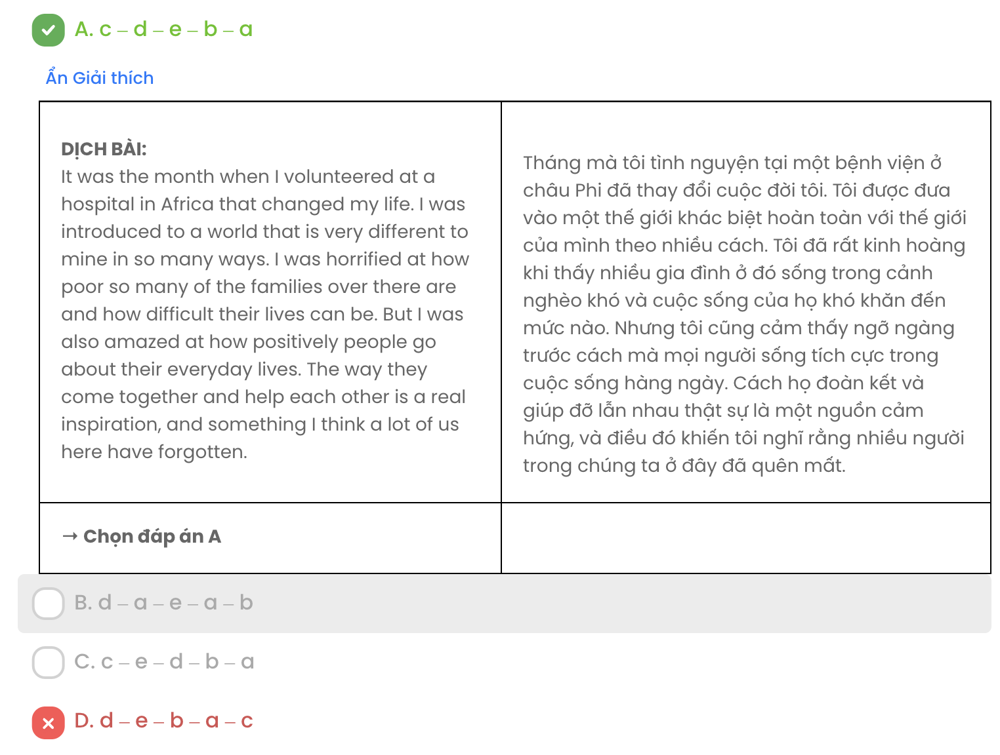 A. c – d – e – b – a
Ẩn Giải thích
DỊCH BÀI:
It was the month when I volunteered at a
hospital in Africa that changed my life. I was
introduced to a world that is very different to
mine in so many ways. I was horrified at how
poor so many of the families over there are
and how difficult their lives can be. But I was
also amazed at how positively people go
about their everyday lives. The way they
come together and help each other is a real
inspiration, and something I think a lot of us
here have forgotten.
Tháng mà tôi tình nguyện tại một bệnh viện ở
châu Phi đã thay đổi cuộc đời tôi. Tôi được đưa
vào một thế giới khác biệt hoàn toàn với thế giới
của mình theo nhiều cách. Tôi đã rất kinh hoàng
khi thấy nhiều gia đình ở đó sống trong cảnh
nghèo khó và cuộc sống của họ khó khăn đến
mức nào. Nhưng tôi cũng cảm thấy ngỡ ngàng
trước cách mà mọi người sống tích cực trong
cuộc sống hàng ngày. Cách họ đoàn kết và
giúp đỡ lẫn nhau thật sự là một nguồn cảm
hứng, và điều đó khiến tôi nghĩ rằng nhiều người
trong chúng ta ở đây đã quên mất.
→ Chọn đáp án A
B. d – a – e – a – b
C. c – e – d – b – a
D. d – e – b – a – c